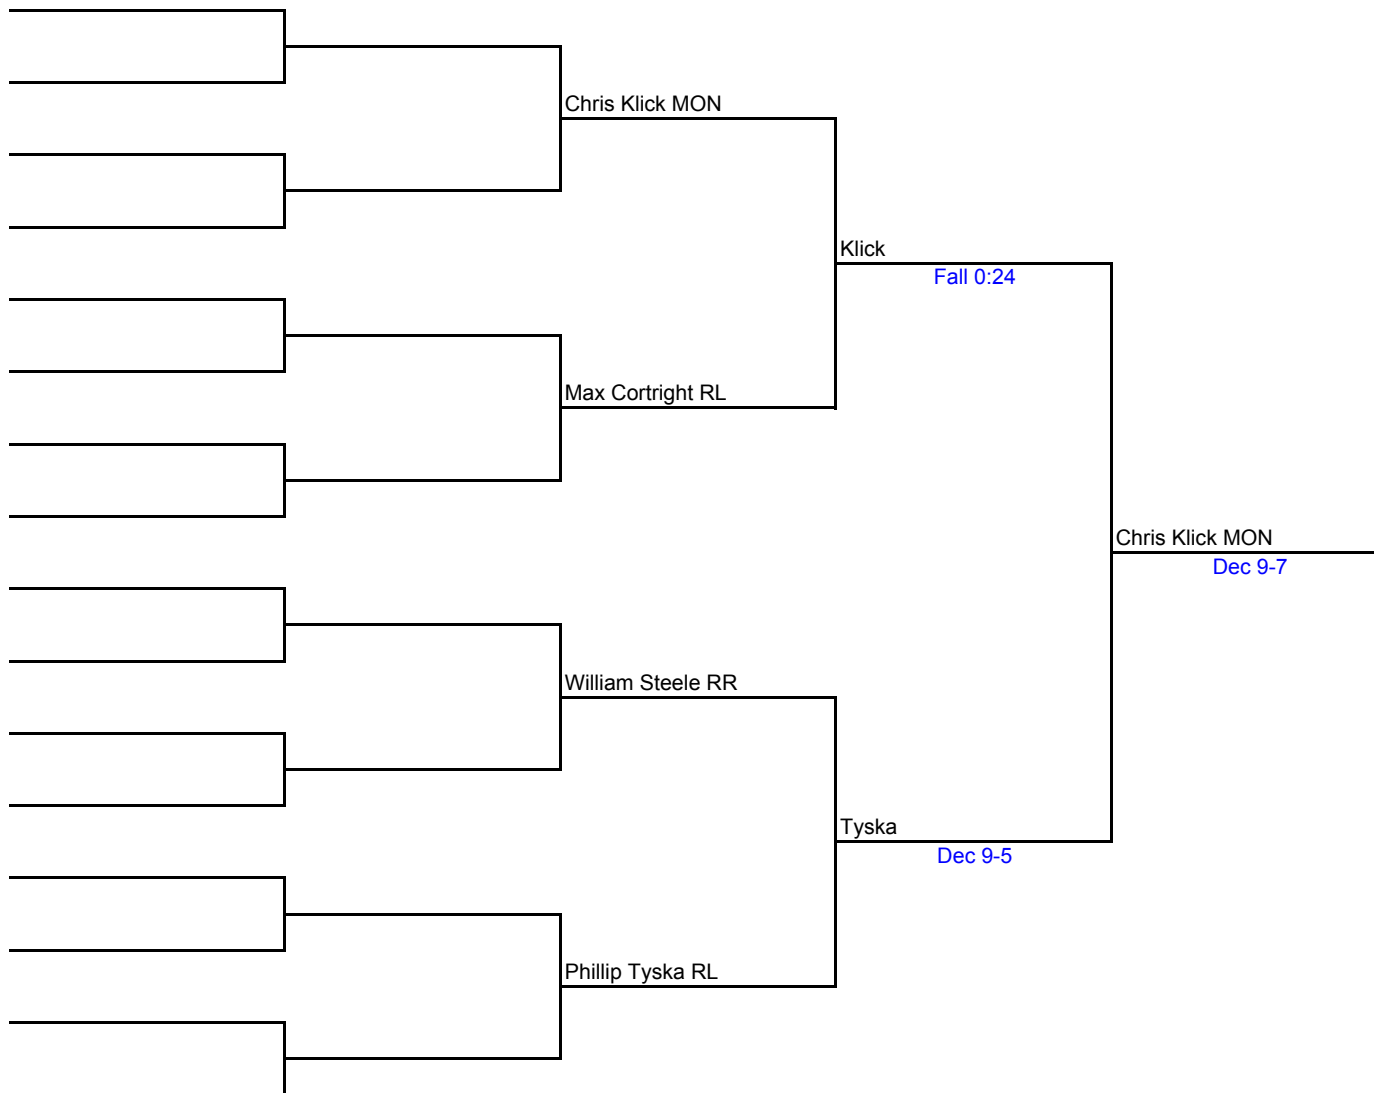 Chris Klick MON
Klick
Fall 0:24
Max Cortright RL
Chris Klick MON
Dec 9-7
William Steele RR
Tyska
Dec 9-5
Phillip Tyska RL